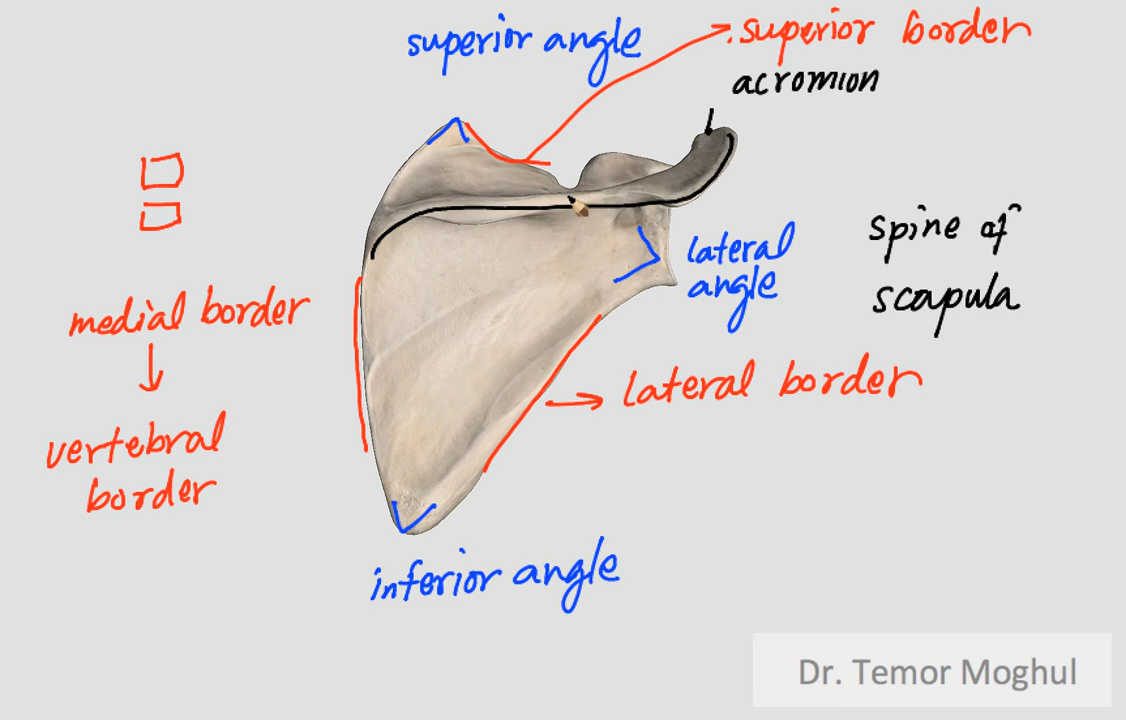 superior angle
superior border
acromion
spine of
scapula
lateral
angle
medial border
vertebral
border
lateral border
inferior angle
Dr. Temor Moghul